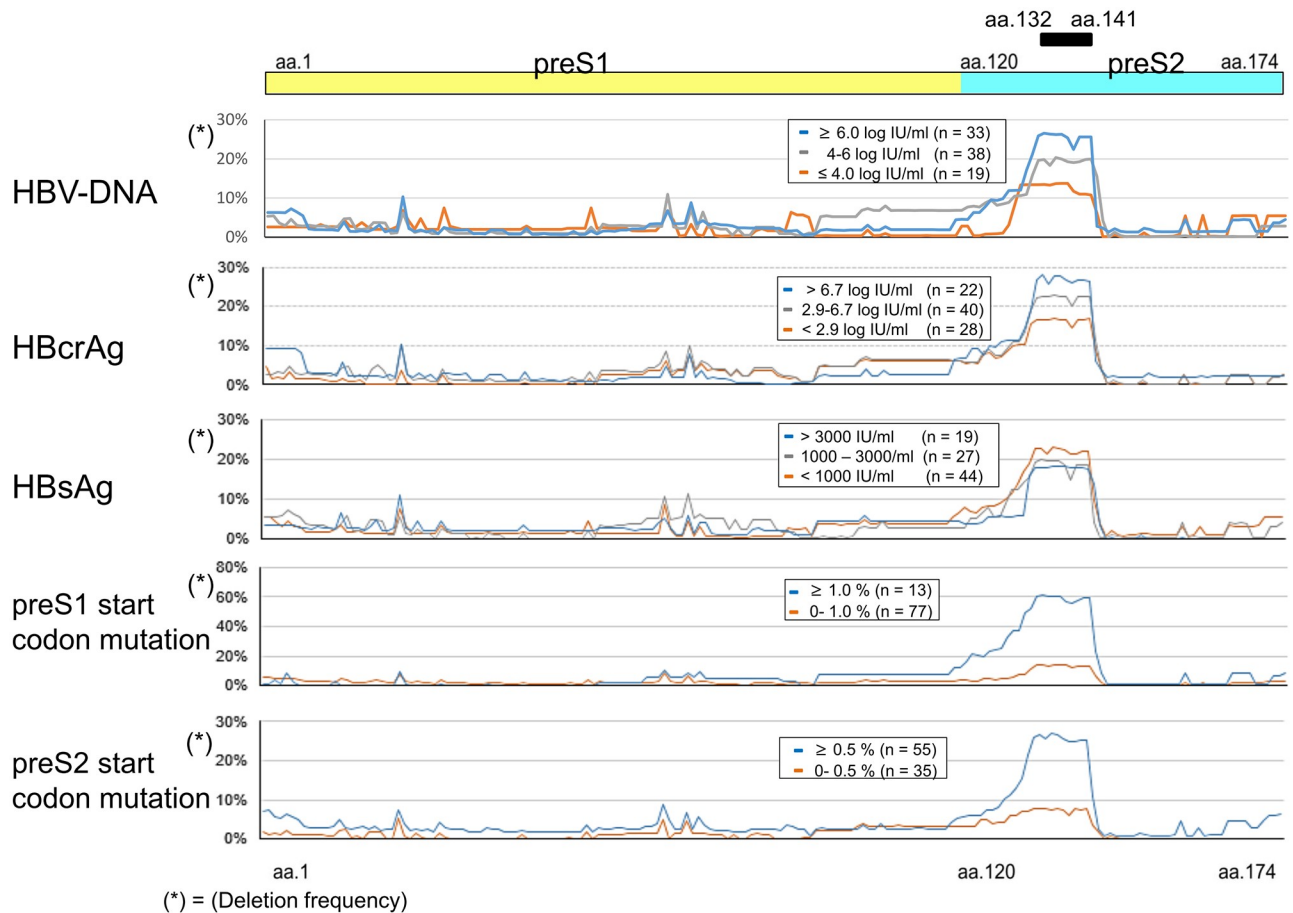 aa.132 aa.141
aa.1 preS1 aa.120 preS2 aa.174
HBV-DNA
(*)
30%
20%
10%
0%
≥ 6.0 log IU/ml (n = 33)
4-6 log IU/ml (n = 38)
≤ 4.0 log IU/ml (n = 19)
HBcrAg
(*)
30%
20%
10%
0%
> 6.7 log IU/ml (n = 22)
2.9-6.7 log IU/ml (n = 40)
< 2.9 log IU/ml (n = 28)
HBsAg
(*)
30%
20%
10%
0%
> 3000 IU/ml (n = 19)
1000 – 3000/ml (n = 27)
< 1000 IU/ml (n = 44)
preS1 start
codon mutation
(*)
80%
60%
40%
20%
0%
≥ 1.0 % (n = 13)
0- 1.0 % (n = 77)
preS2 start
codon mutation
(*)
30%
20%
10%
0%
≥ 0.5 % (n = 55)
0- 0.5 % (n = 35)
aa.1 aa.120 aa.174
(*) = (Deletion frequency)